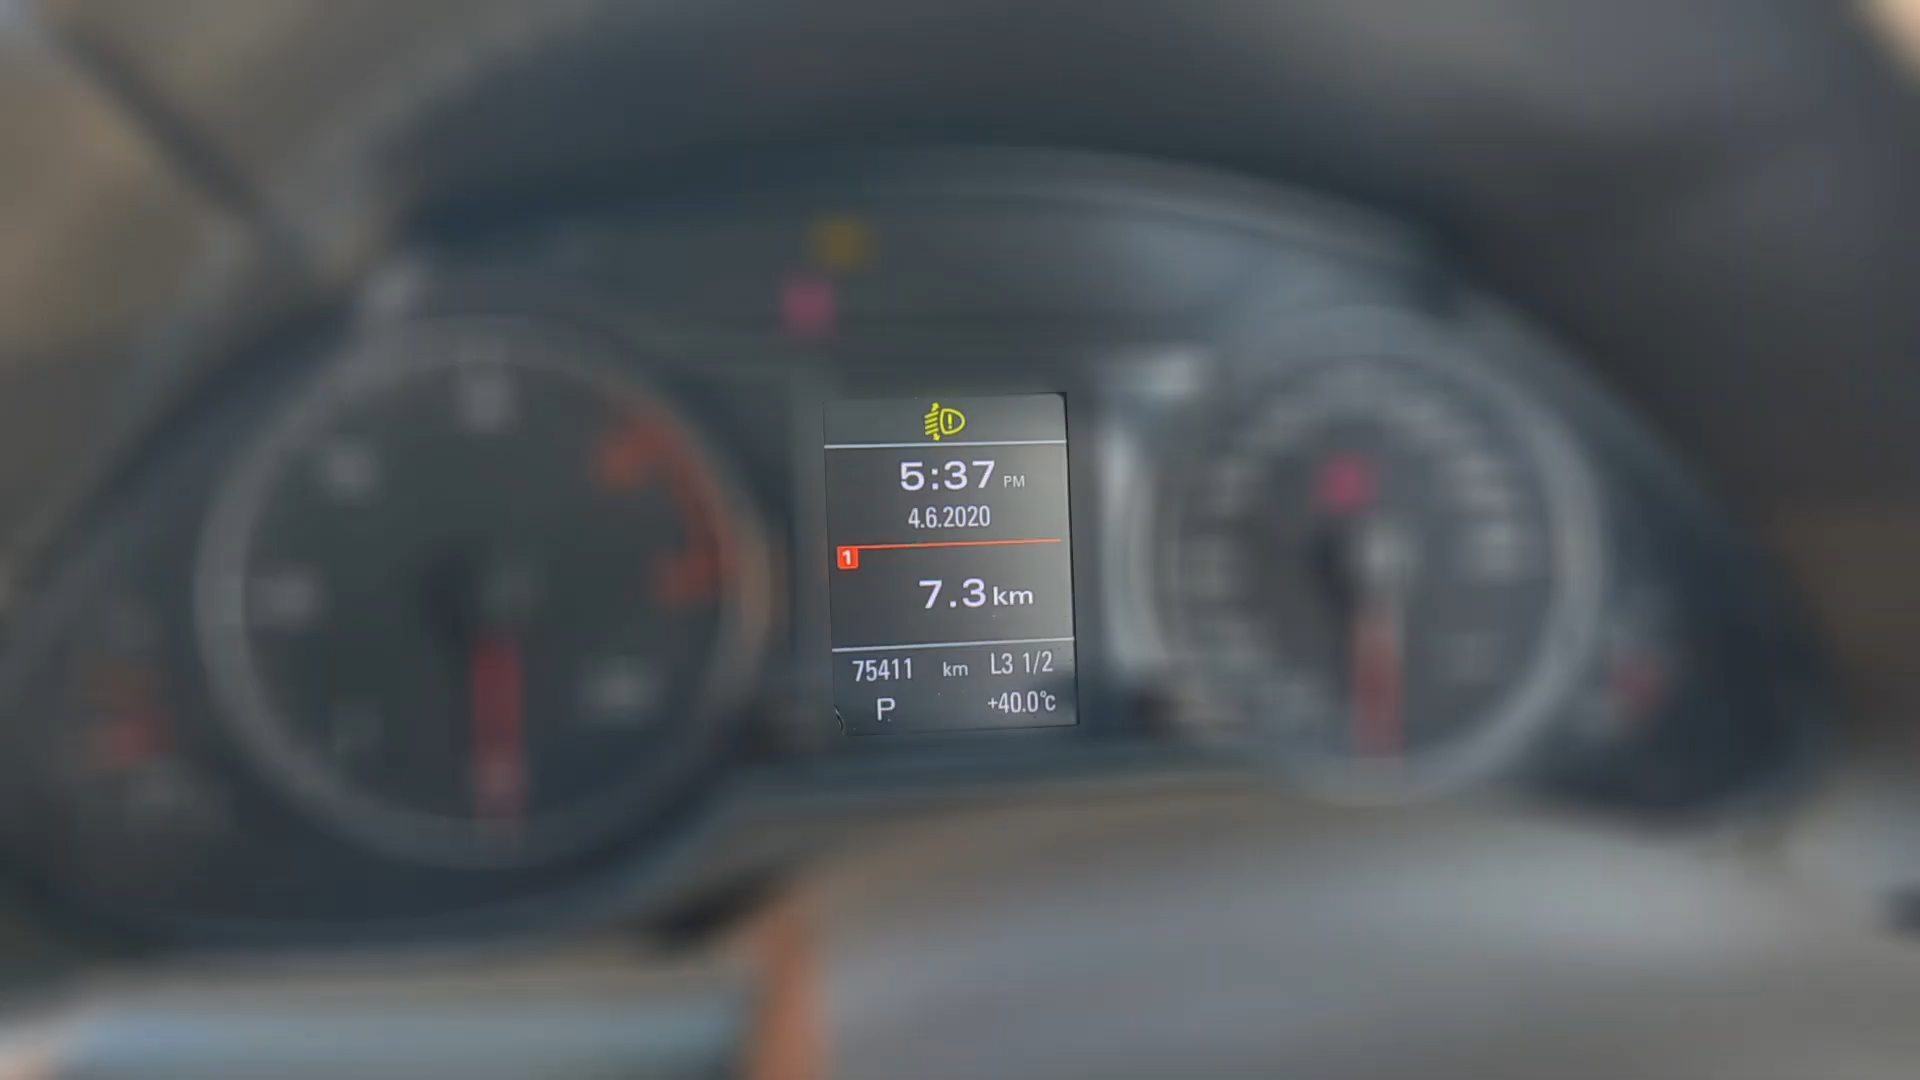 5:37 PM
4.6.2020
1
7.3 km
75411 km L3 1/2
P +40.0°c